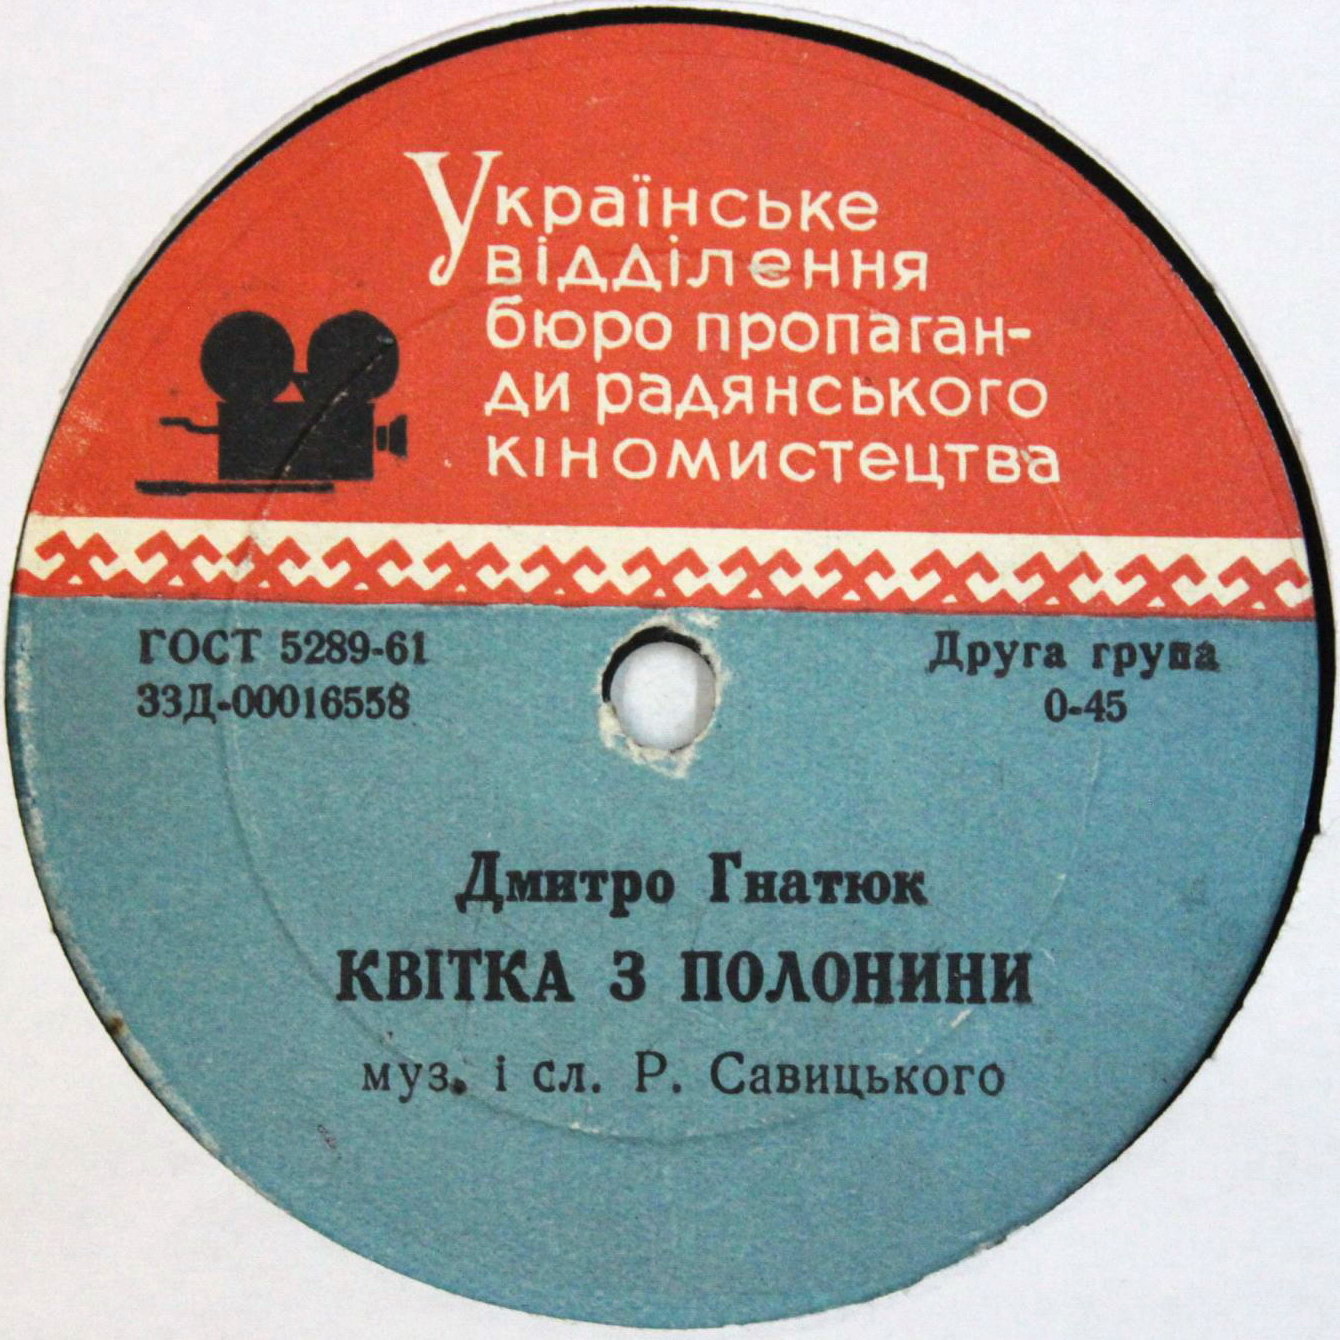 Українське
відділення
бюро пропаган-
ди радянського
кіномистецтва
ГОСТ 5289-61
33Д-00016558
Друга група
0-45
Дмитро Гнатюк
КВІТКА З ПОЛОНИНИ
муз. і сл. Р. Савицького